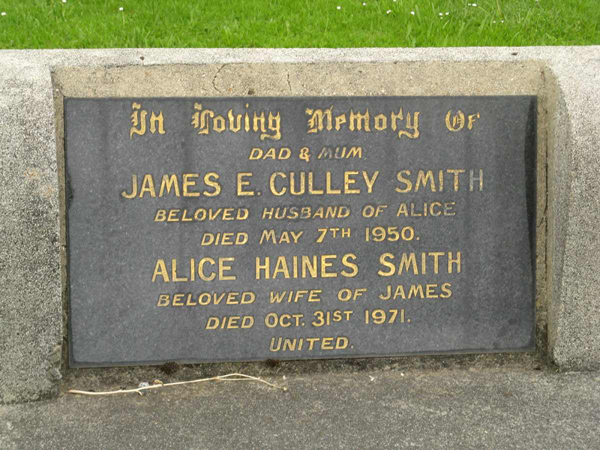 In Loving Memory Of
DAD & MUM
JAMES E. CULLEY SMITH
BELOVED HUSBAND OF ALICE
DIED MAY 7TH 1950.
ALICE HAINES SMITH
BELOVED WIFE OF JAMES
DIED OCT. 31ST 1971.
UNITED.